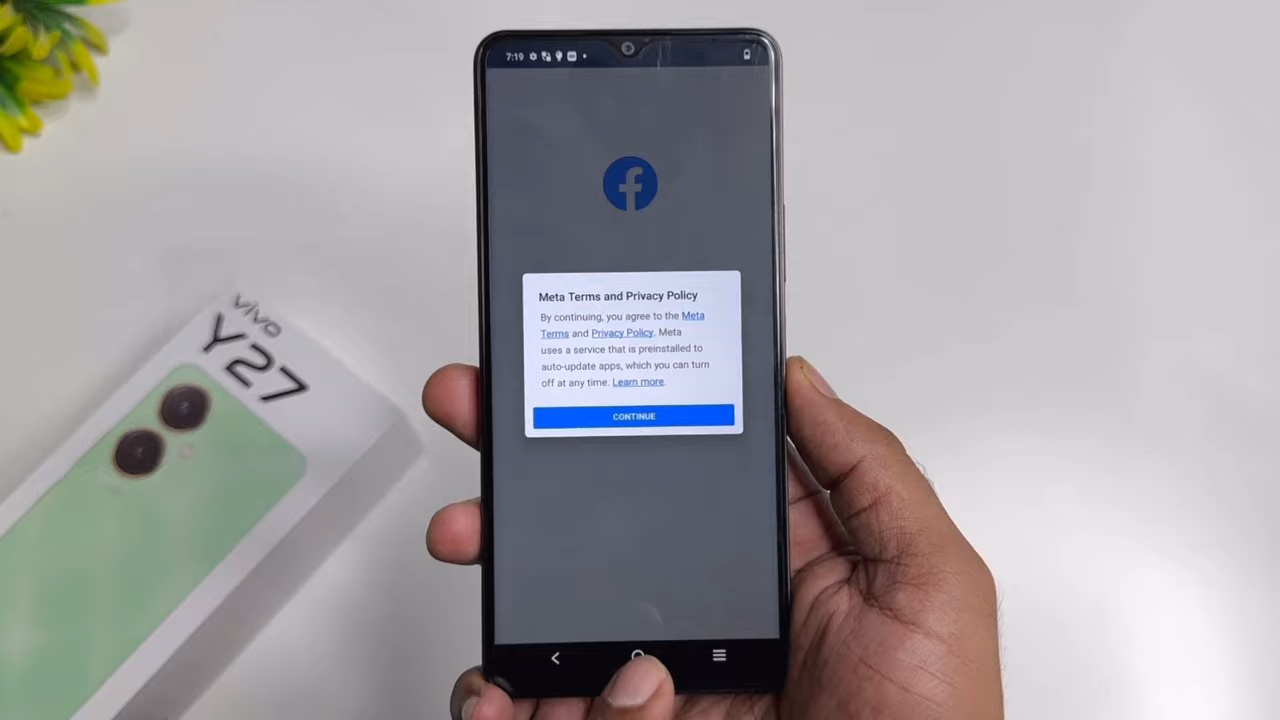 7:19
Meta Terms and Privacy Policy
By continuing, you agree to the Meta
Terms and Privacy Policy. Meta
uses a service that is preinstalled to
auto-update apps, which you can turn
off at any time. Learn more.
CONTINUE
vivo
Y27